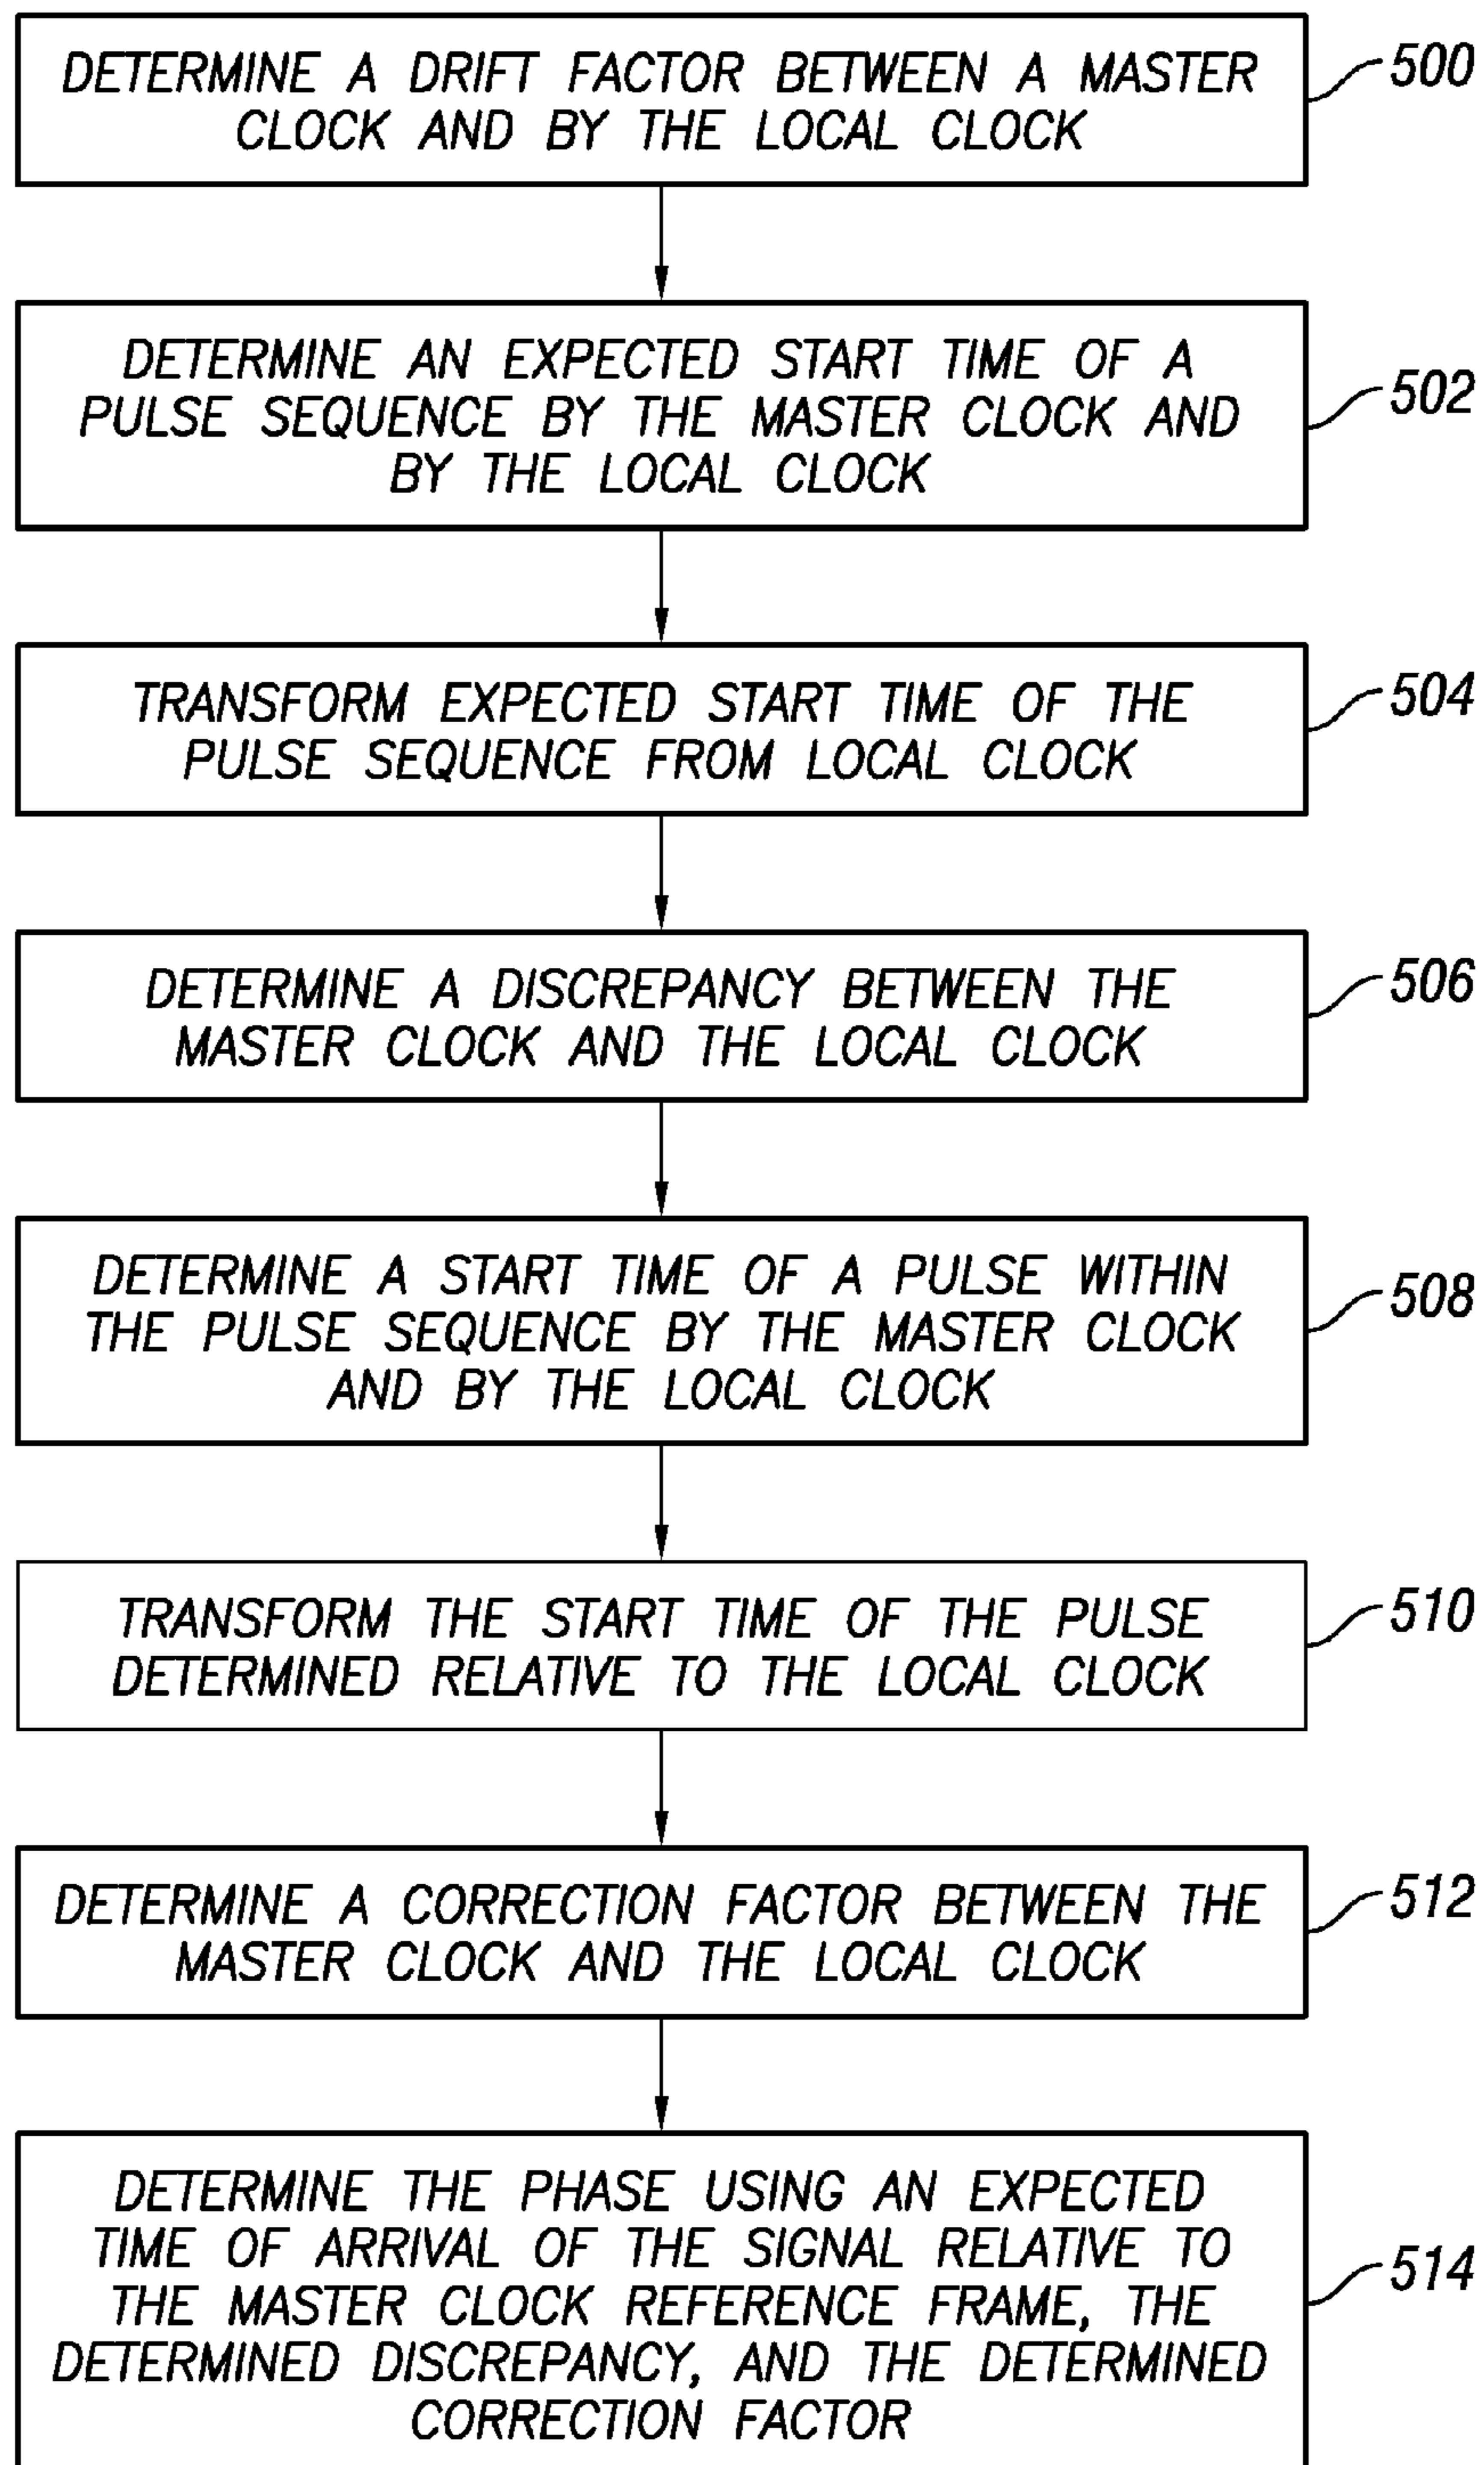 DETERMINE A DRIFT FACTOR BETWEEN A MASTER
CLOCK AND BY THE LOCAL CLOCK
500
DETERMINE AN EXPECTED START TIME OF A
PULSE SEQUENCE BY THE MASTER CLOCK AND
BY THE LOCAL CLOCK
502
TRANSFORM EXPECTED START TIME OF THE
PULSE SEQUENCE FROM LOCAL CLOCK
504
DETERMINE A DISCREPANCY BETWEEN THE
MASTER CLOCK AND THE LOCAL CLOCK
506
DETERMINE A START TIME OF A PULSE WITHIN
THE PULSE SEQUENCE BY THE MASTER CLOCK
AND BY THE LOCAL CLOCK
508
TRANSFORM THE START TIME OF THE PULSE
DETERMINED RELATIVE TO THE LOCAL CLOCK
510
DETERMINE A CORRECTION FACTOR BETWEEN THE
MASTER CLOCK AND THE LOCAL CLOCK
512
DETERMINE THE PHASE USING AN EXPECTED
TIME OF ARRIVAL OF THE SIGNAL RELATIVE TO
THE MASTER CLOCK REFERENCE FRAME, THE
DETERMINED DISCREPANCY, AND THE DETERMINED
CORRECTION FACTOR
514